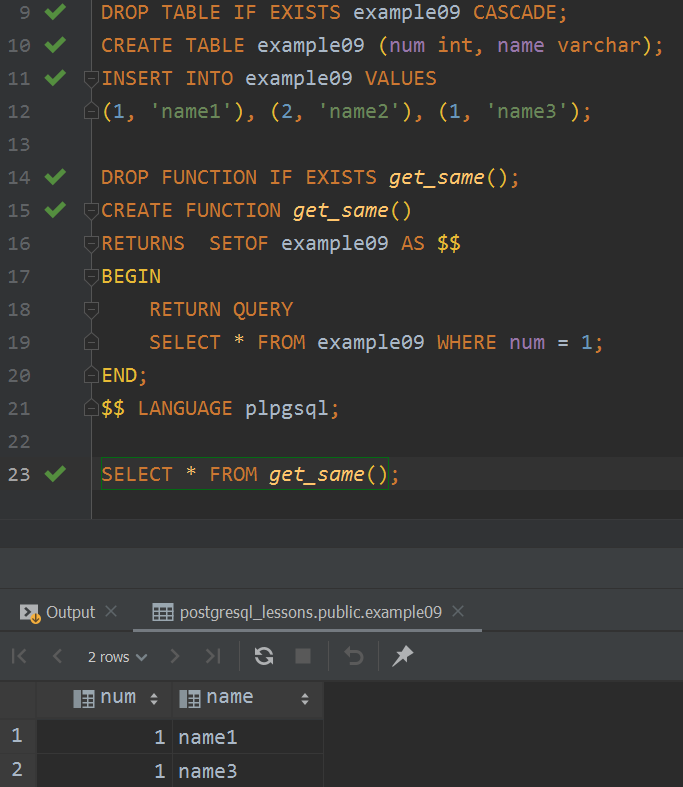 9 DROP TABLE IF EXISTS example09 CASCADE;
10 CREATE TABLE example09 (num int, name varchar);
11 INSERT INTO example09 VALUES
12 (1, 'name1'), (2, 'name2'), (1, 'name3');
13
14 DROP FUNCTION IF EXISTS get_same();
15 CREATE FUNCTION get_same()
16 RETURNS  SETOF example09 AS $$
17 BEGIN
18     RETURN QUERY
19     SELECT * FROM example09 WHERE num = 1;
20 END;
21 $$ LANGUAGE plpgsql;
22
23 SELECT * FROM get_same();
Output postgresql_lessons.public.example09
2 rows
num name
1 1 name1
2 1 name3